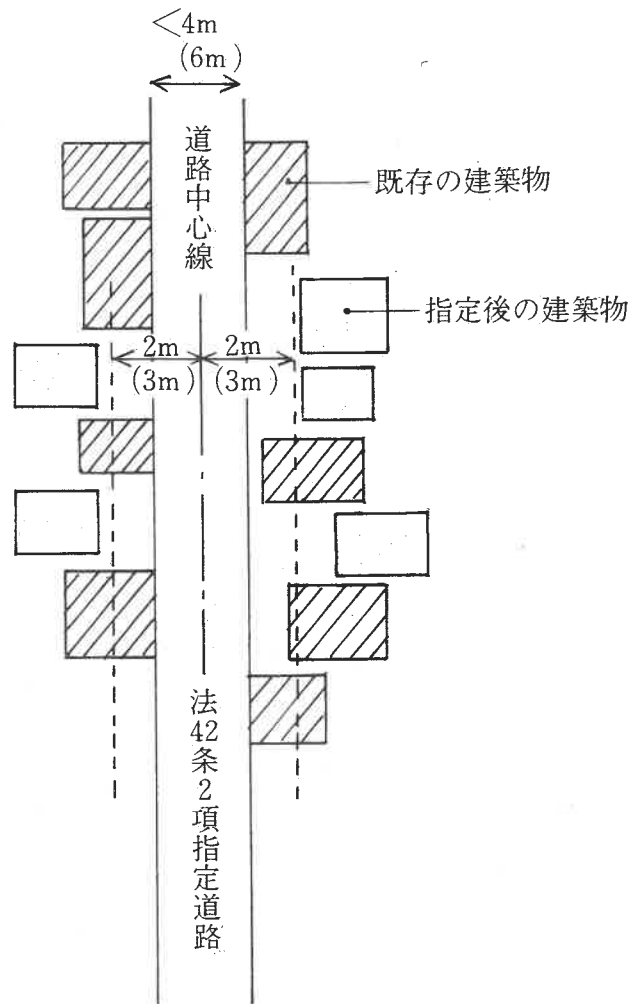 <4m
(6m)
道路中心線
既存の建築物
指定後の建築物
2m
2m
(3m)
(3m)
法42条2項指定道路